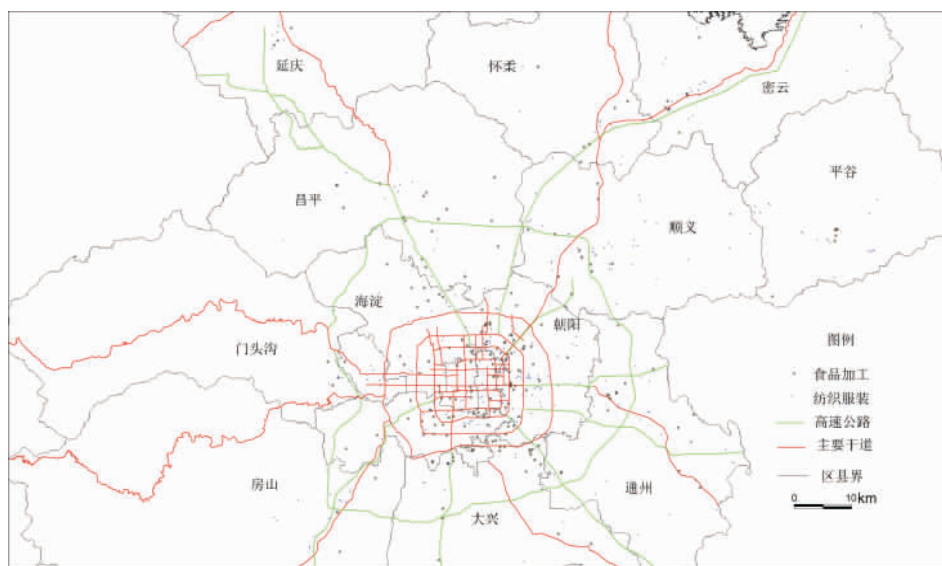 延庆
怀柔
密云
平谷
昌平
顺义
海淀
朝阳
门头沟
图例
食品加工
纺织服装
高速公路
主要干道
区县界
0 10km
房山
通州
大兴